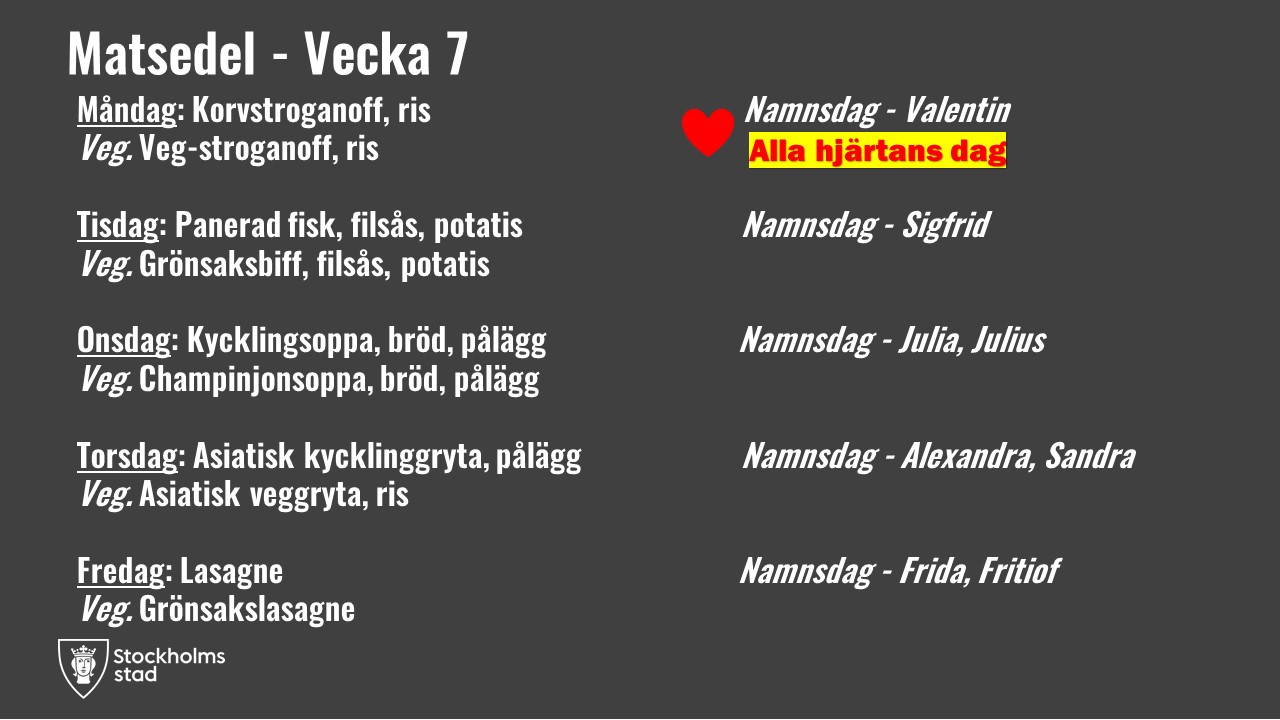 Matsedel - Vecka 7
Måndag: Korvstroganoff, ris
Veg. Veg-stroganoff, ris
Namnsdag - Valentin
Alla hjärtans dag
Tisdag: Panerad fisk, filsås, potatis
Veg. Grönsaksbiff, filsås, potatis
Namnsdag - Sigfrid
Onsdag: Kycklingsoppa, bröd, pålägg
Veg. Champinjonsoppa, bröd, pålägg
Namnsdag - Julia, Julius
Torsdag: Asiatisk kycklinggryta, pålägg
Veg. Asiatisk veggryta, ris
Namnsdag - Alexandra, Sandra
Fredag: Lasagne
Veg. Grönsakslasagne
Namnsdag - Frida, Fritiof
Stockholms
stad